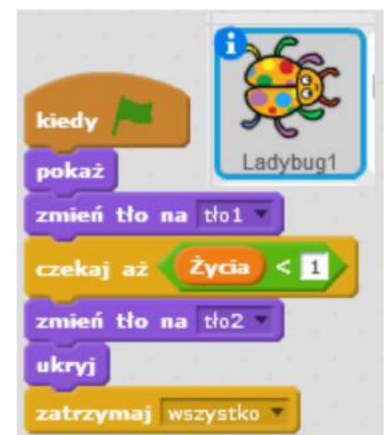 i
Ladybug1
kiedy
pokaż
zmień tło na tło1
czekaj aż Życia < 1
zmień tło na tło2
ukryj
zatrzymaj wszystko